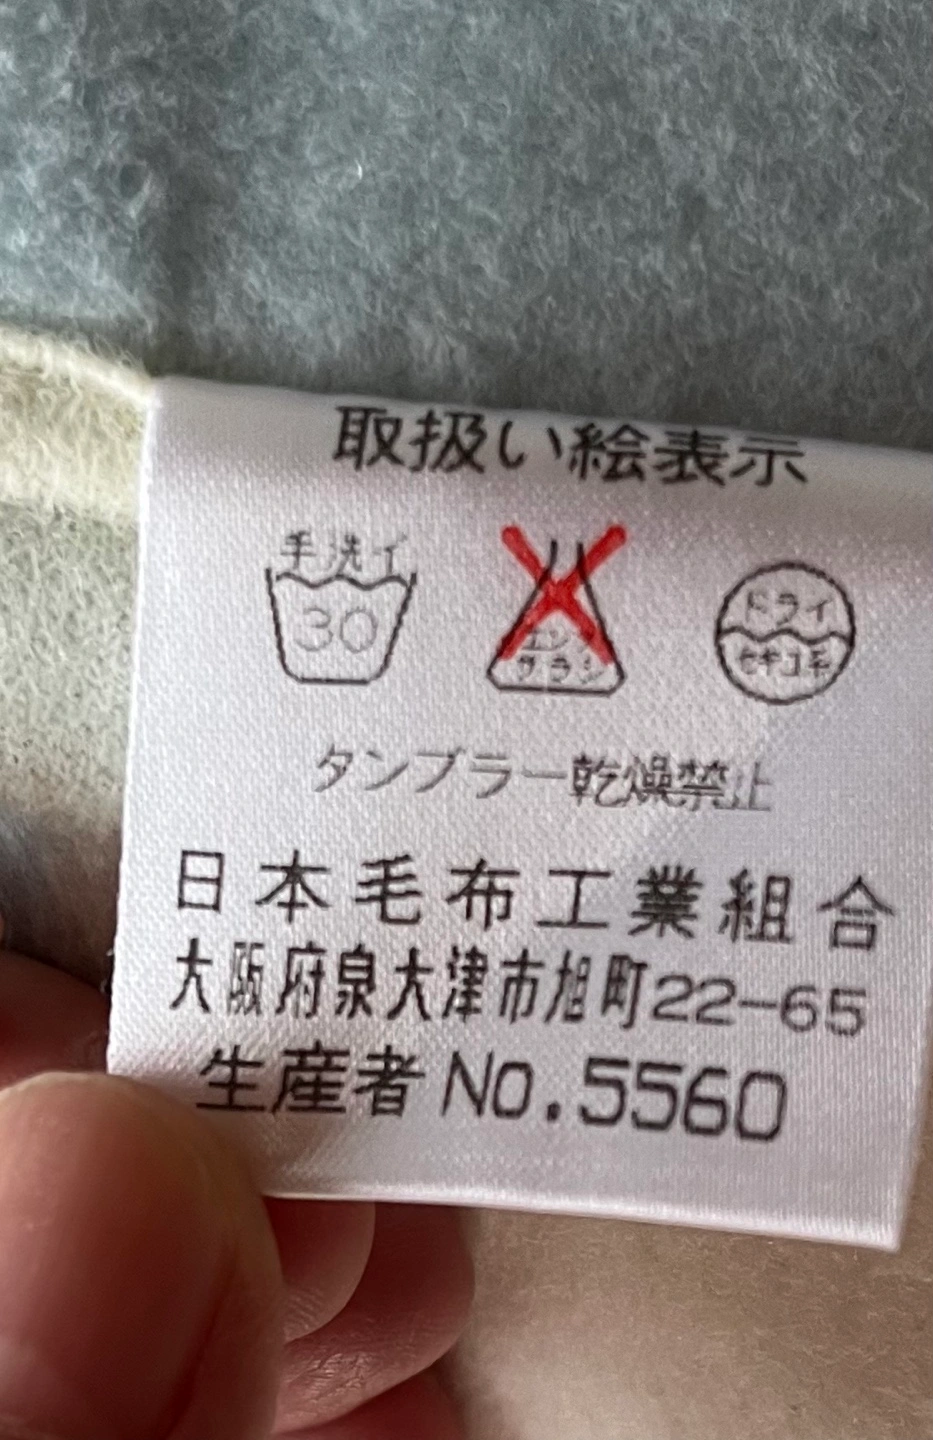 取扱い絵表示
手洗イ
30
エンソ
サラシ
ドライ
セキユ系
タンブラー乾燥禁止
日本毛布工業組合
大阪府泉大津市旭町22-65
生産者 No.5560